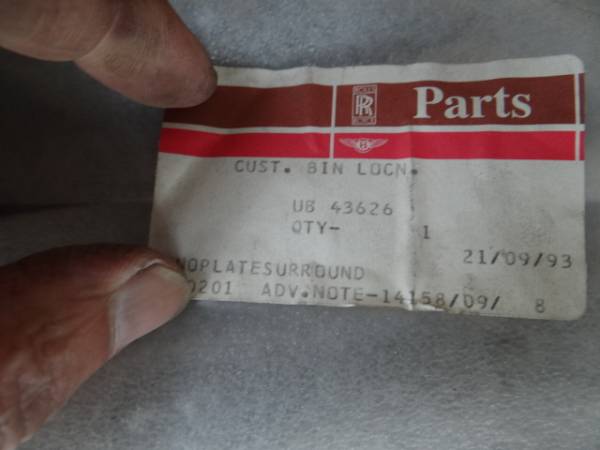 RR Parts
CUST. BIN LOCN.
UB 43626
QTY- 1
21/09/93
NOPLATESURROUND
0201 ADV.NOTE-14158/09/ 8